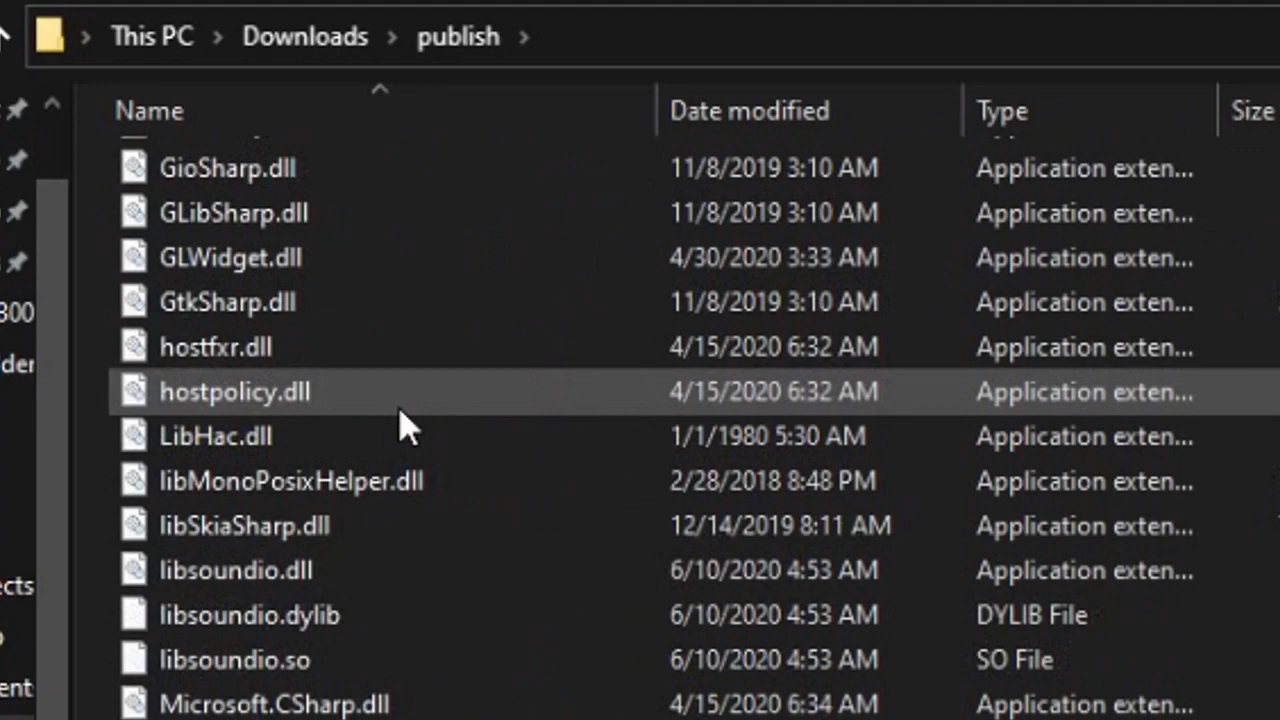 This PC > Downloads > publish >
Name Date modified Type Size
GioSharp.dll 11/8/2019 3:10 AM Application exten...
GLibSharp.dll 11/8/2019 3:10 AM Application exten...
GLWidget.dll 4/30/2020 3:33 AM Application exten...
GtkSharp.dll 11/8/2019 3:10 AM Application exten...
300
hostfxr.dll 4/15/2020 6:32 AM Application exten...
der
hostpolicy.dll 4/15/2020 6:32 AM Application exten...
LibHac.dll 1/1/1980 5:30 AM Application exten...
libMonoPosixHelper.dll 2/28/2018 8:48 PM Application exten...
libSkiaSharp.dll 12/14/2019 8:11 AM Application exten...
libsoundio.dll 6/10/2020 4:53 AM Application exten...
ects
libsoundio.dylib 6/10/2020 4:53 AM DYLIB File
libsoundio.so 6/10/2020 4:53 AM SO File
ent
Microsoft.CSharp.dll 4/15/2020 6:34 AM Application exten...